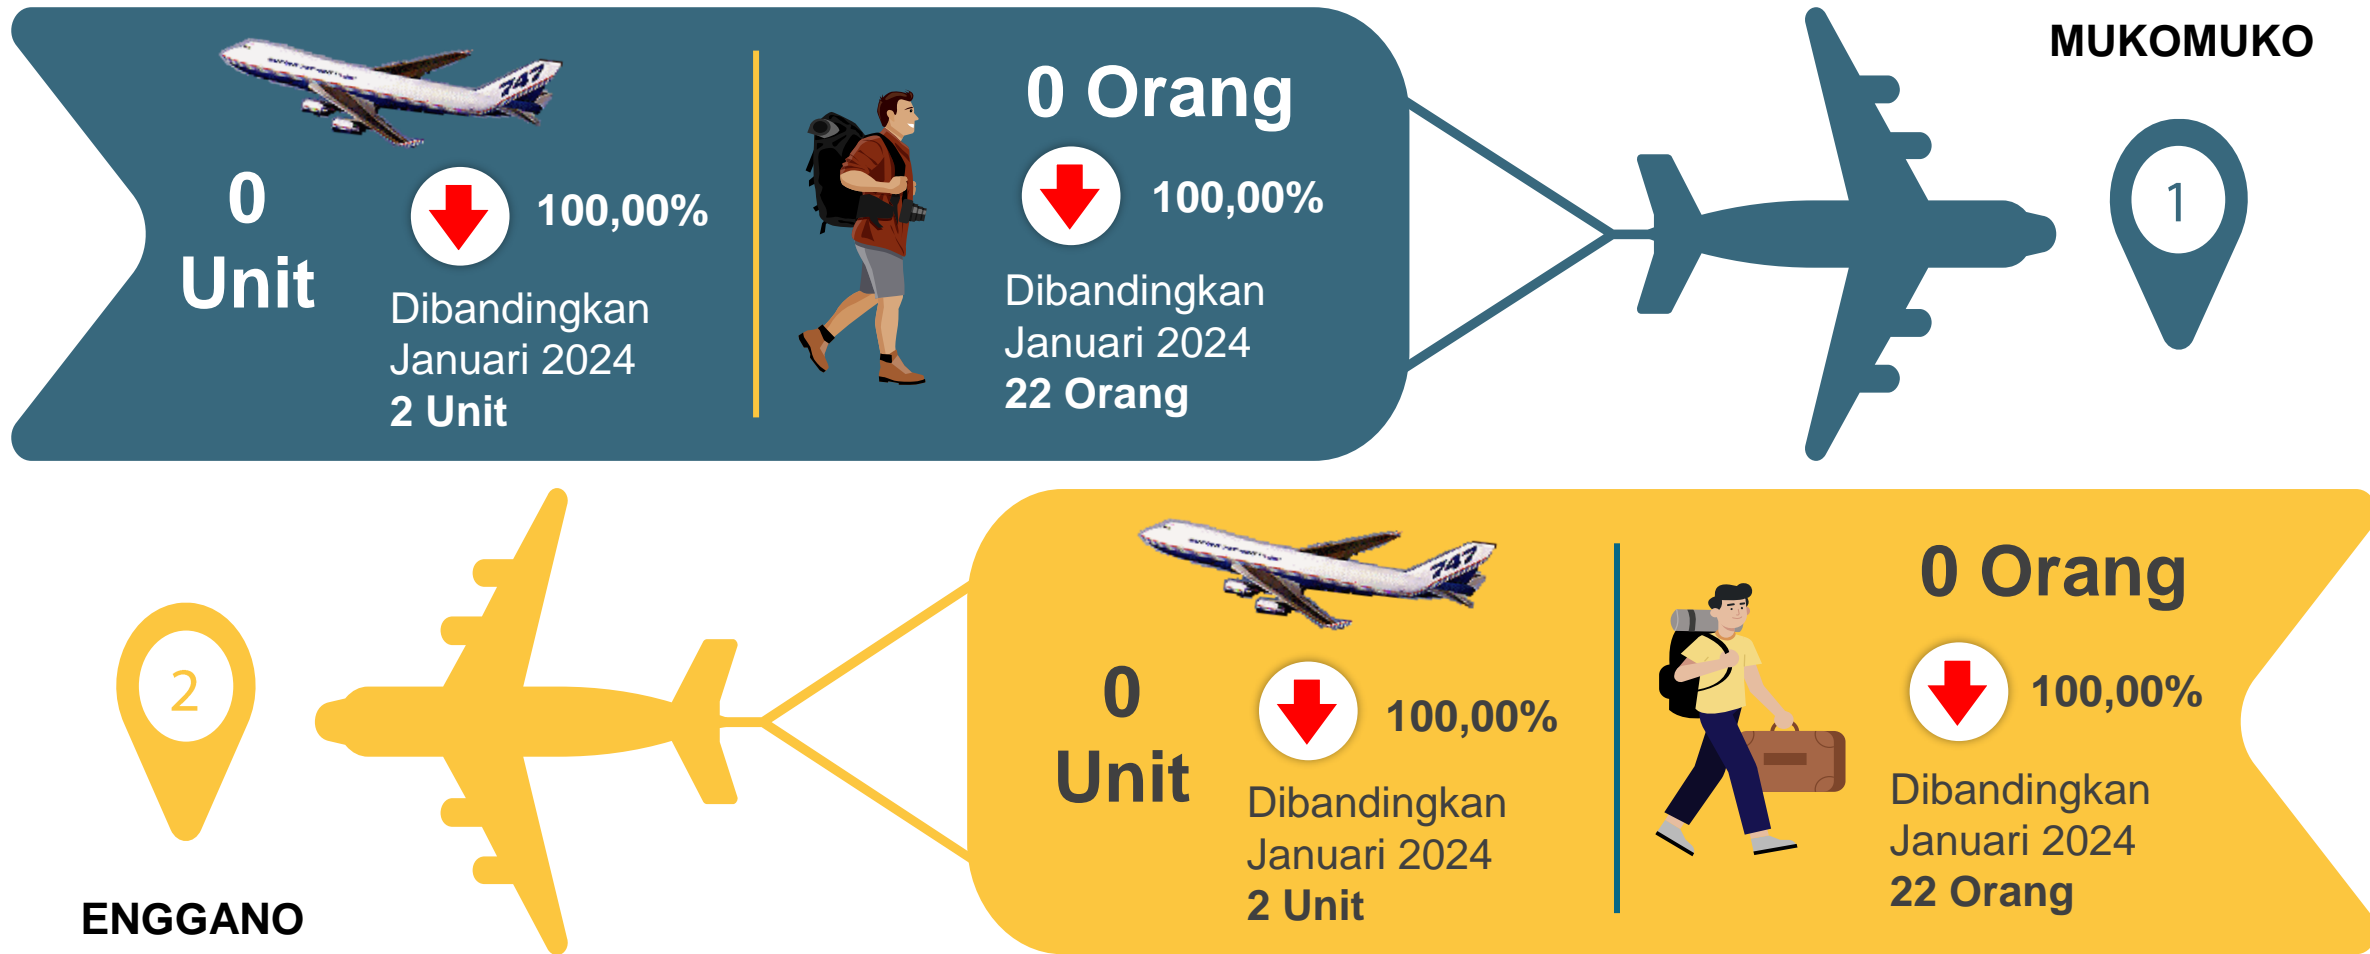 MUKOMUKO
1
747
0
Unit
100,00%
Dibandingkan
Januari 2024
2 Unit
0 Orang
100,00%
Dibandingkan
Januari 2024
22 Orang
2
ENGGANO
747
0
Unit
100,00%
Dibandingkan
Januari 2024
2 Unit
0 Orang
100,00%
Dibandingkan
Januari 2024
22 Orang